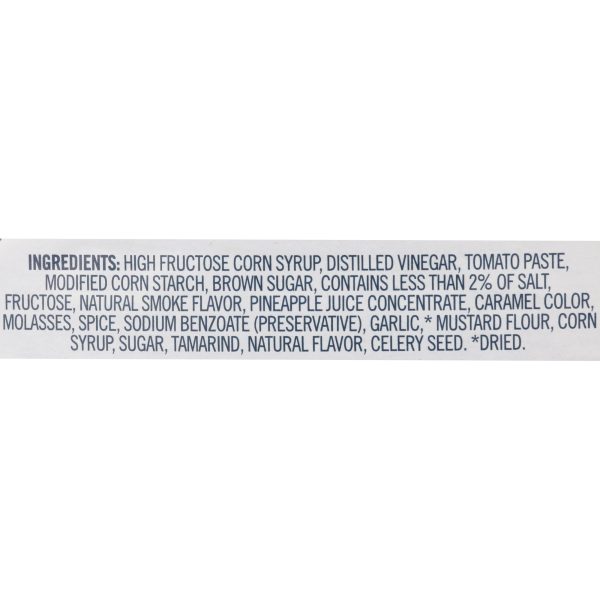 INGREDIENTS: HIGH FRUCTOSE CORN SYRUP, DISTILLED VINEGAR, TOMATO PASTE,
MODIFIED CORN STARCH, BROWN SUGAR, CONTAINS LESS THAN 2% OF SALT,
FRUCTOSE, NATURAL SMOKE FLAVOR, PINEAPPLE JUICE CONCENTRATE, CARAMEL COLOR,
MOLASSES, SPICE, SODIUM BENZOATE (PRESERVATIVE), GARLIC,* MUSTARD FLOUR, CORN
SYRUP, SUGAR, TAMARIND, NATURAL FLAVOR, CELERY SEED. *DRIED.